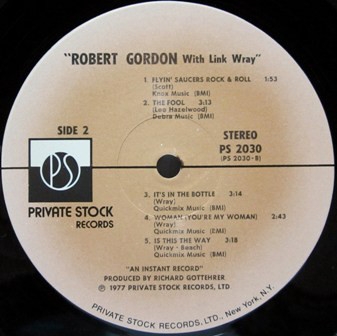 "ROBERT GORDON With Link Wray"
1. FLYIN' SAUCERS ROCK & ROLL 1:53
(Scott)
Knox Music (BMI)
2. THE FOOL 3:13
(Lee Hazelwood)
Debra Music (BMI)
SIDE 2
STEREO
PS 2030
(PS 2030-B)
PS
PRIVATE STOCK
RECORDS
3. IT'S IN THE BOTTLE 3:14
(Wray)
Quickmix Music (BMI)
4. WOMAN (YOU'RE MY WOMAN) 2:43
(Wray)
Quickmix Music (BMI)
5. IS THIS THE WAY 3:18
(Wray - Beach)
Quickmix Music (BMI)
"AN INSTANT RECORD"
PRODUCED BY RICHARD GOTTEHRER
© 1977 PRIVATE STOCK RECORDS, LTD
PRIVATE STOCK RECORDS, LTD., New York, N.Y.